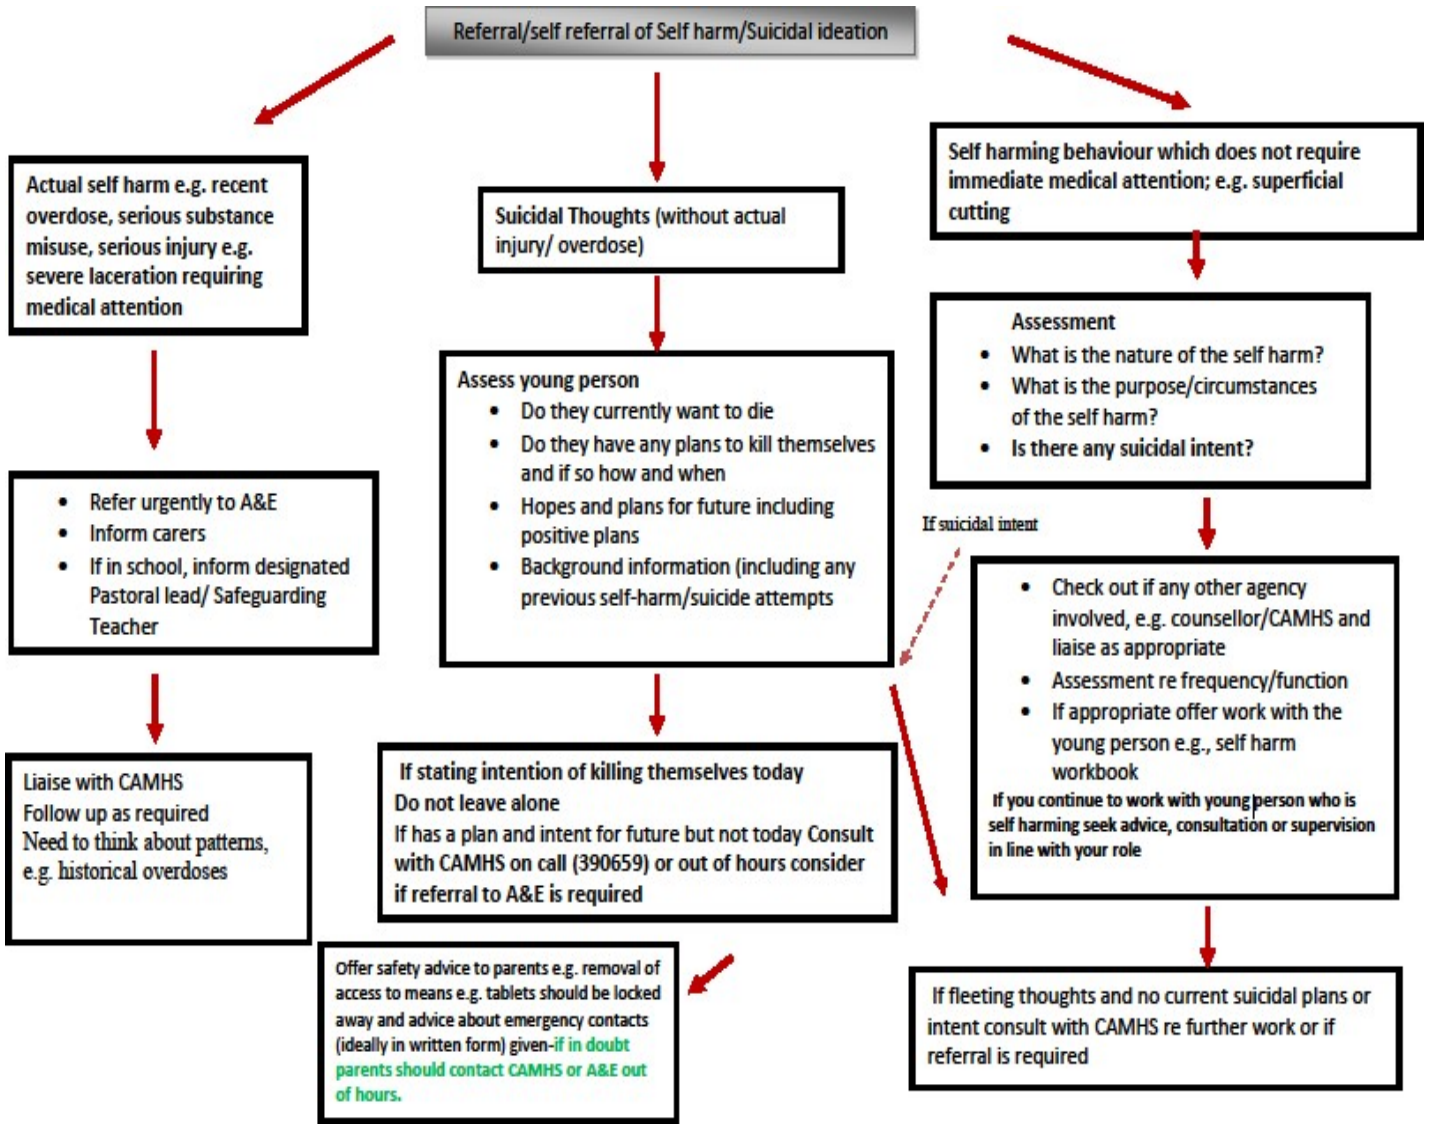 Referral/self referral of Self harm/Suicidal ideation
Actual self harm e.g. recent
overdose, serious substance
misuse, serious injury e.g.
severe laceration requiring
medical attention
• Refer urgently to A&E
• Inform carers
• If in school, inform designated
Pastoral lead/ Safeguarding
Teacher
Liaise with CAMHS
Follow up as required
Need to think about patterns,
e.g. historical overdoses
Suicidal Thoughts (without actual
injury/ overdose)
Assess young person
• Do they currently want to die
• Do they have any plans to kill themselves
and if so how and when
• Hopes and plans for future including
positive plans
• Background information (including any
previous self-harm/suicide attempts
If stating intention of killing themselves today
Do not leave alone
If has a plan and intent for future but not today Consult
with CAMHS on call (390659) or out of hours consider
if referral to A&E is required
Offer safety advice to parents e.g. removal of
access to means e.g. tablets should be locked
away and advice about emergency contacts
(ideally in written form) given-if in doubt
parents should contact CAMHS or A&E out
of hours.
Self harming behaviour which does not require
immediate medical attention; e.g. superficial
cutting
Assessment
• What is the nature of the self harm?
• What is the purpose/circumstances
of the self harm?
• Is there any suicidal intent?
If suicidal intent
• Check out if any other agency
involved, e.g. counsellor/CAMHS and
liaise as appropriate
• Assessment re frequency/function
• If appropriate offer work with the
young person e.g., self harm
workbook
If you continue to work with young person who is
self harming seek advice, consultation or supervision
in line with your role
If fleeting thoughts and no current suicidal plans or
intent consult with CAMHS re further work or if
referral is required